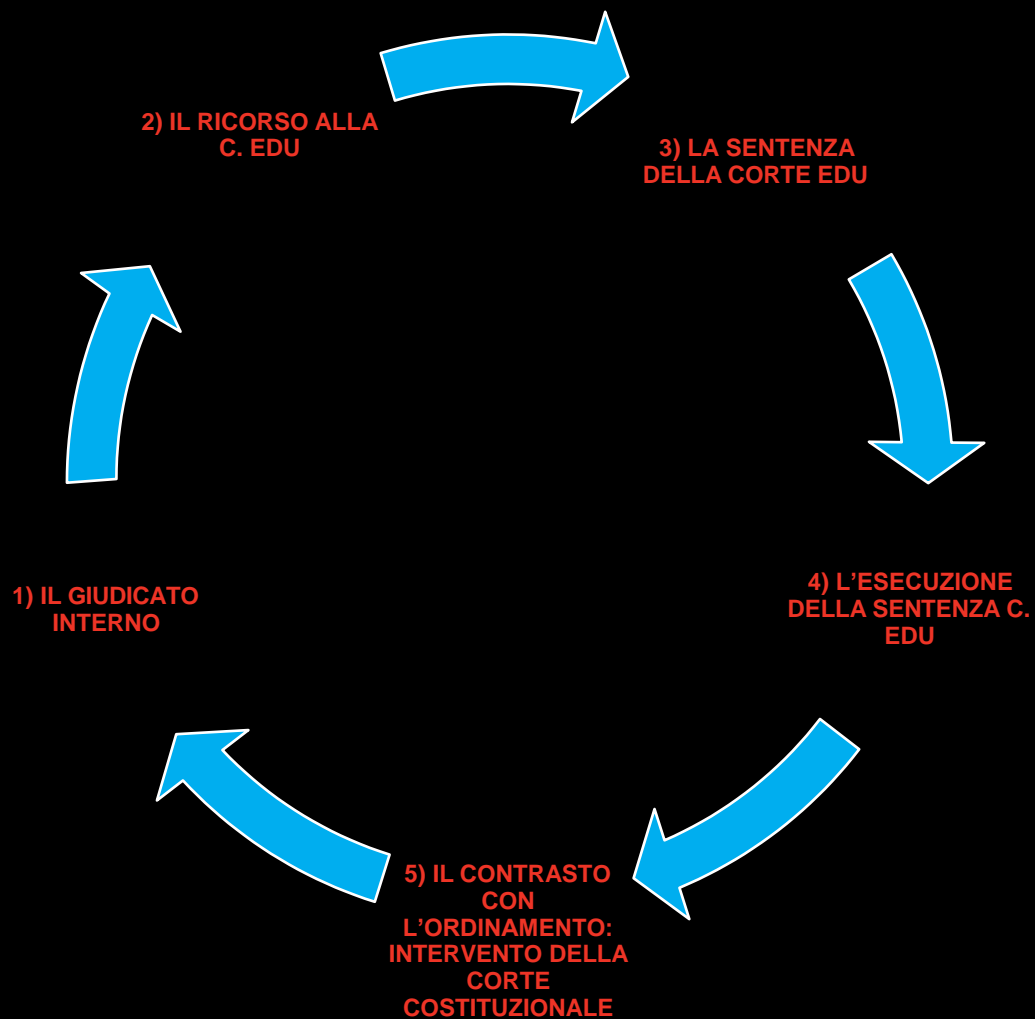 2) IL RICORSO ALLA
C. EDU
3) LA SENTENZA
DELLA CORTE EDU
1) IL GIUDICATO
INTERNO
4) L’ESECUZIONE
DELLA SENTENZA C.
EDU
5) IL CONTRASTO
CON
L’ORDINAMENTO:
INTERVENTO DELLA
CORTE
COSTITUZIONALE